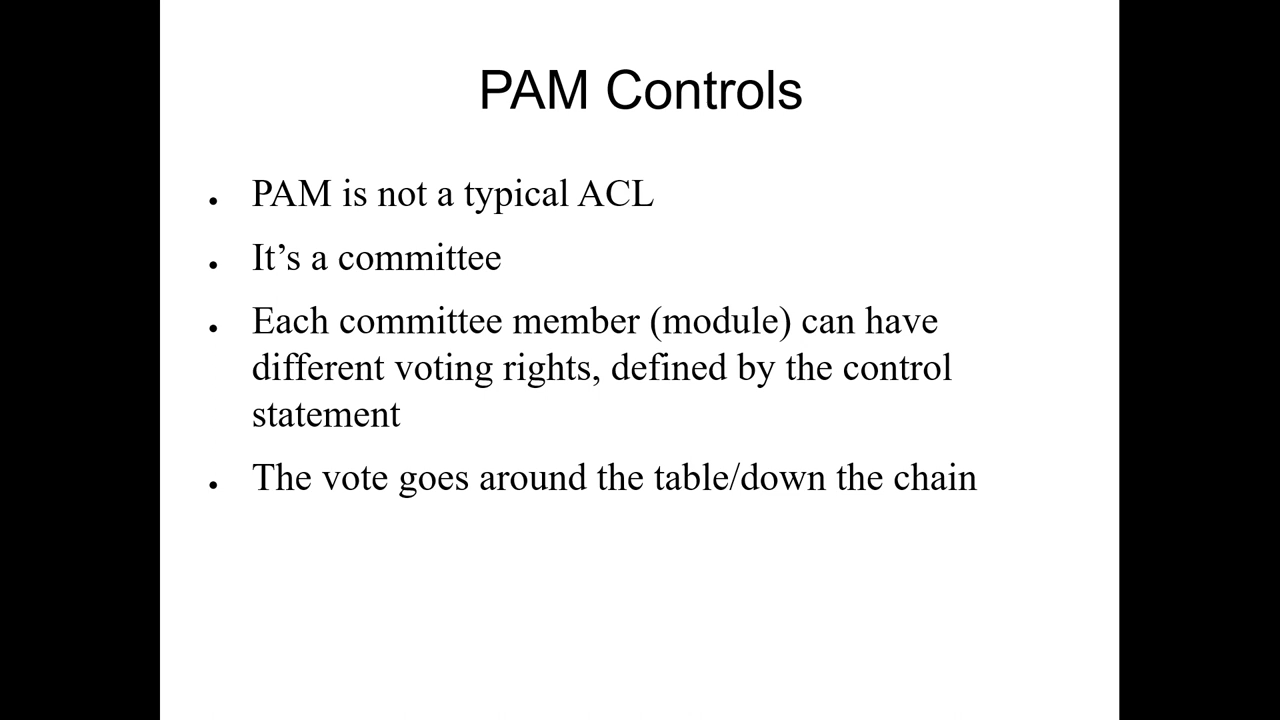 PAM Controls
PAM is not a typical ACL
It’s a committee
Each committee member (module) can have
different voting rights, defined by the control
statement
The vote goes around the table/down the chain